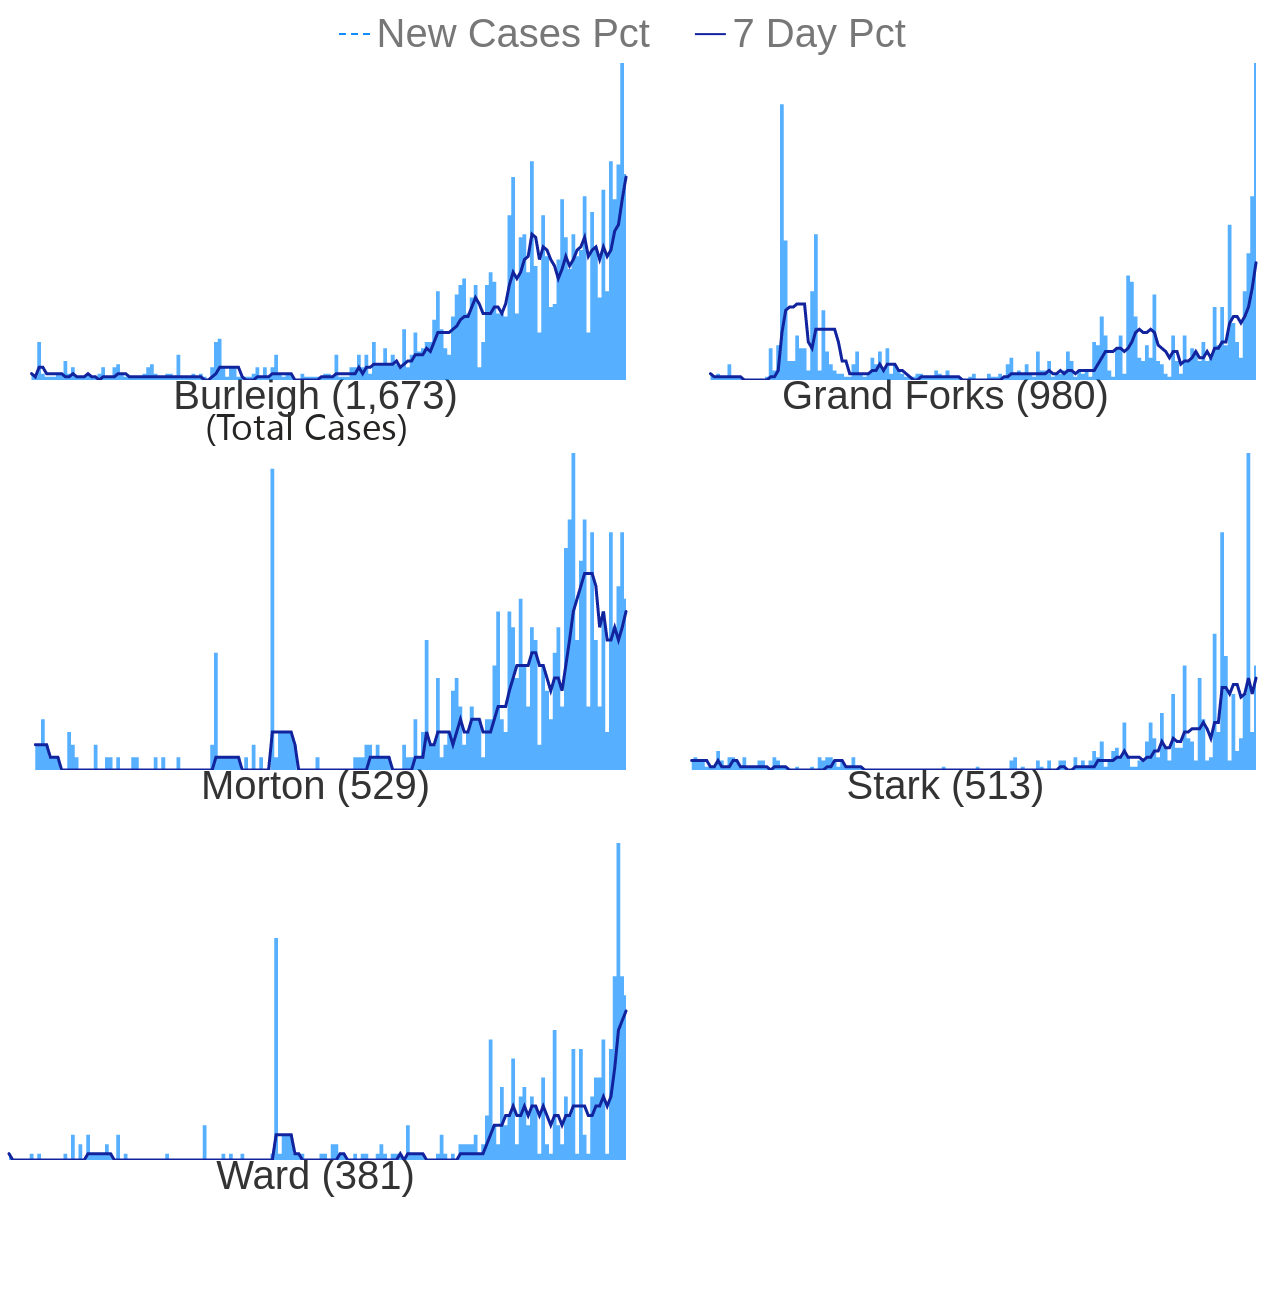 New Cases Pct 7 Day Pct
Burleigh (1,673)
(Total Cases)
Grand Forks (980)
Morton (529)
Stark (513)
Ward (381)